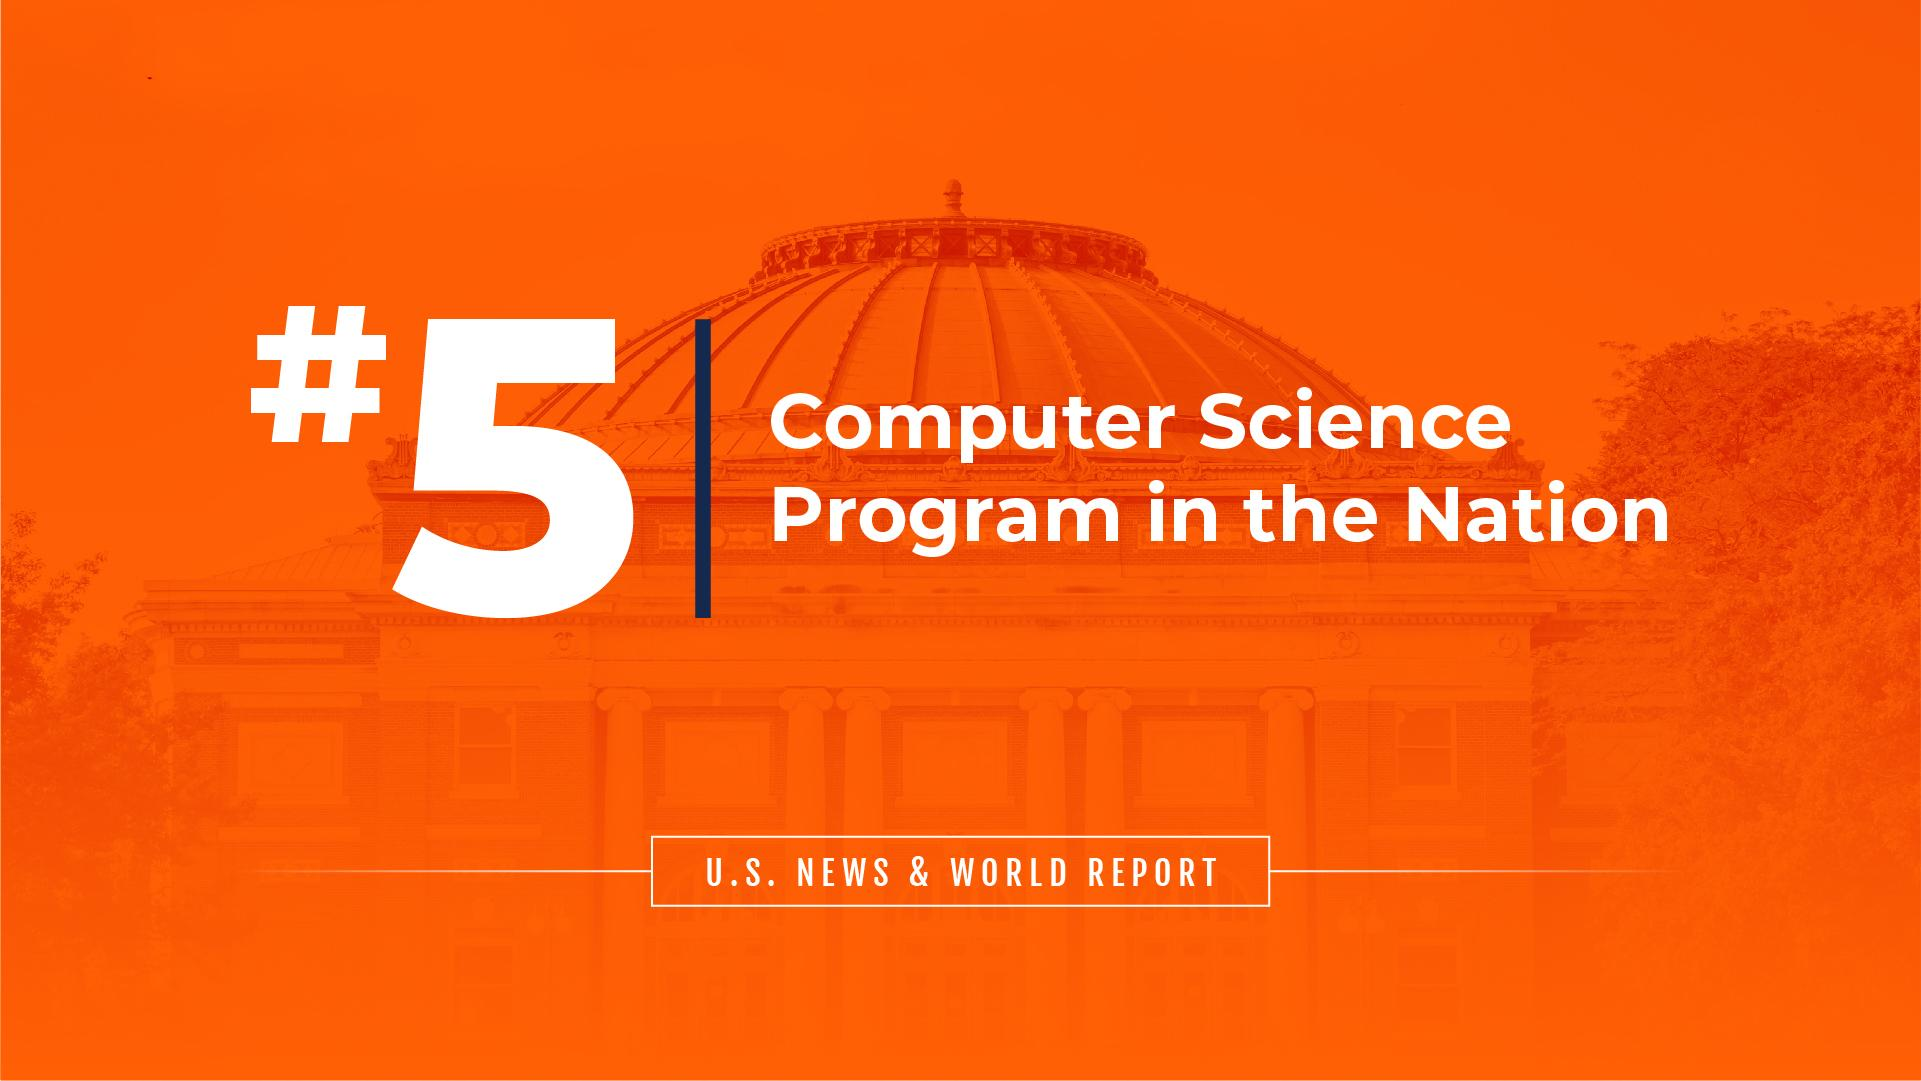 #5
Computer Science
Program in the Nation
U.S. NEWS & WORLD REPORT